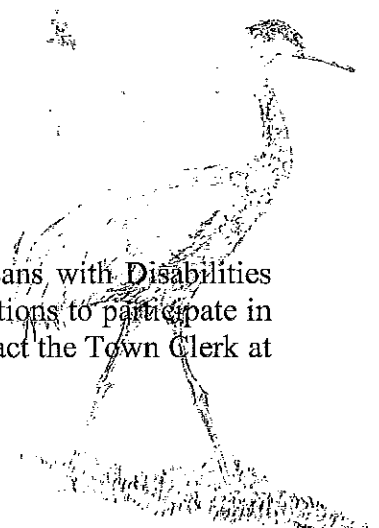 ans with Disabilities
tions to participate in
act the Town Clerk at